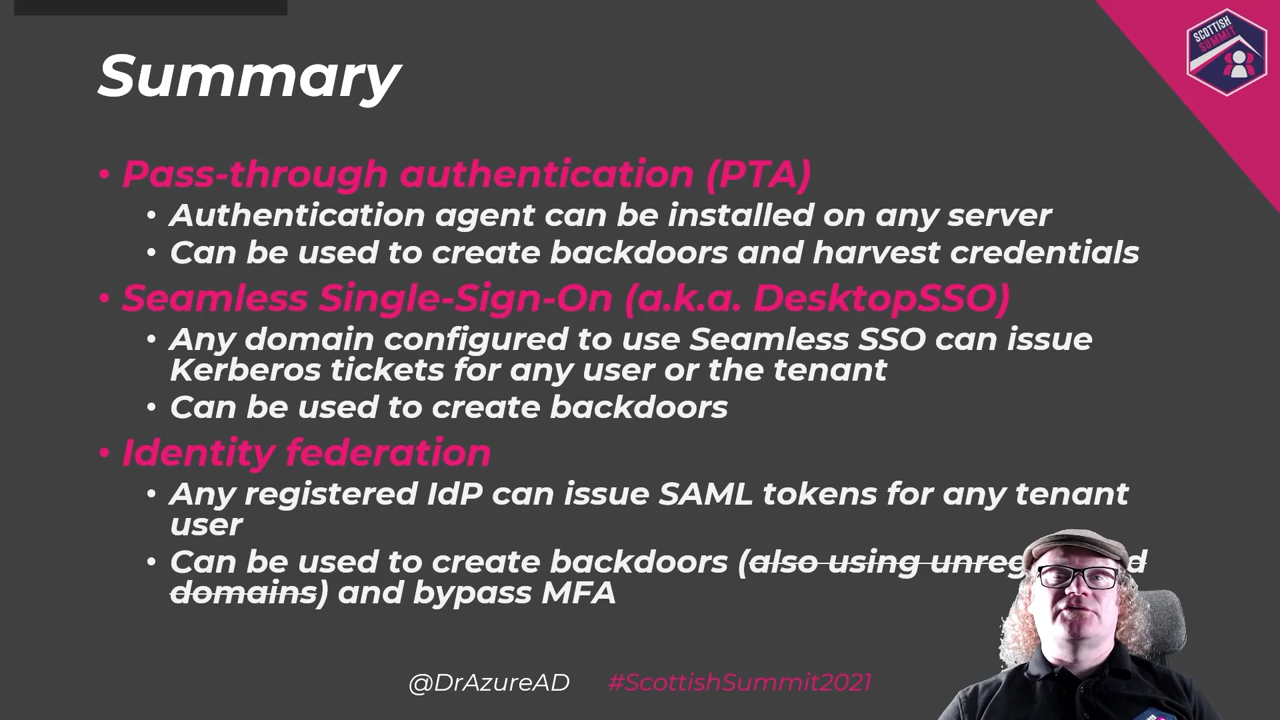 SCOTTISH
SUMMIT
Summary
• Pass-through authentication (PTA)
• Authentication agent can be installed on any server
• Can be used to create backdoors and harvest credentials
• Seamless Single-Sign-On (a.k.a. DesktopSSO)
• Any domain configured to use Seamless SSO can issue
Kerberos tickets for any user or the tenant
• Can be used to create backdoors
• Identity federation
• Any registered IdP can issue SAML tokens for any tenant
user
• Can be used to create backdoors (also using
domains) and bypass MFA
@DrAzureAD #ScottishSummit2021